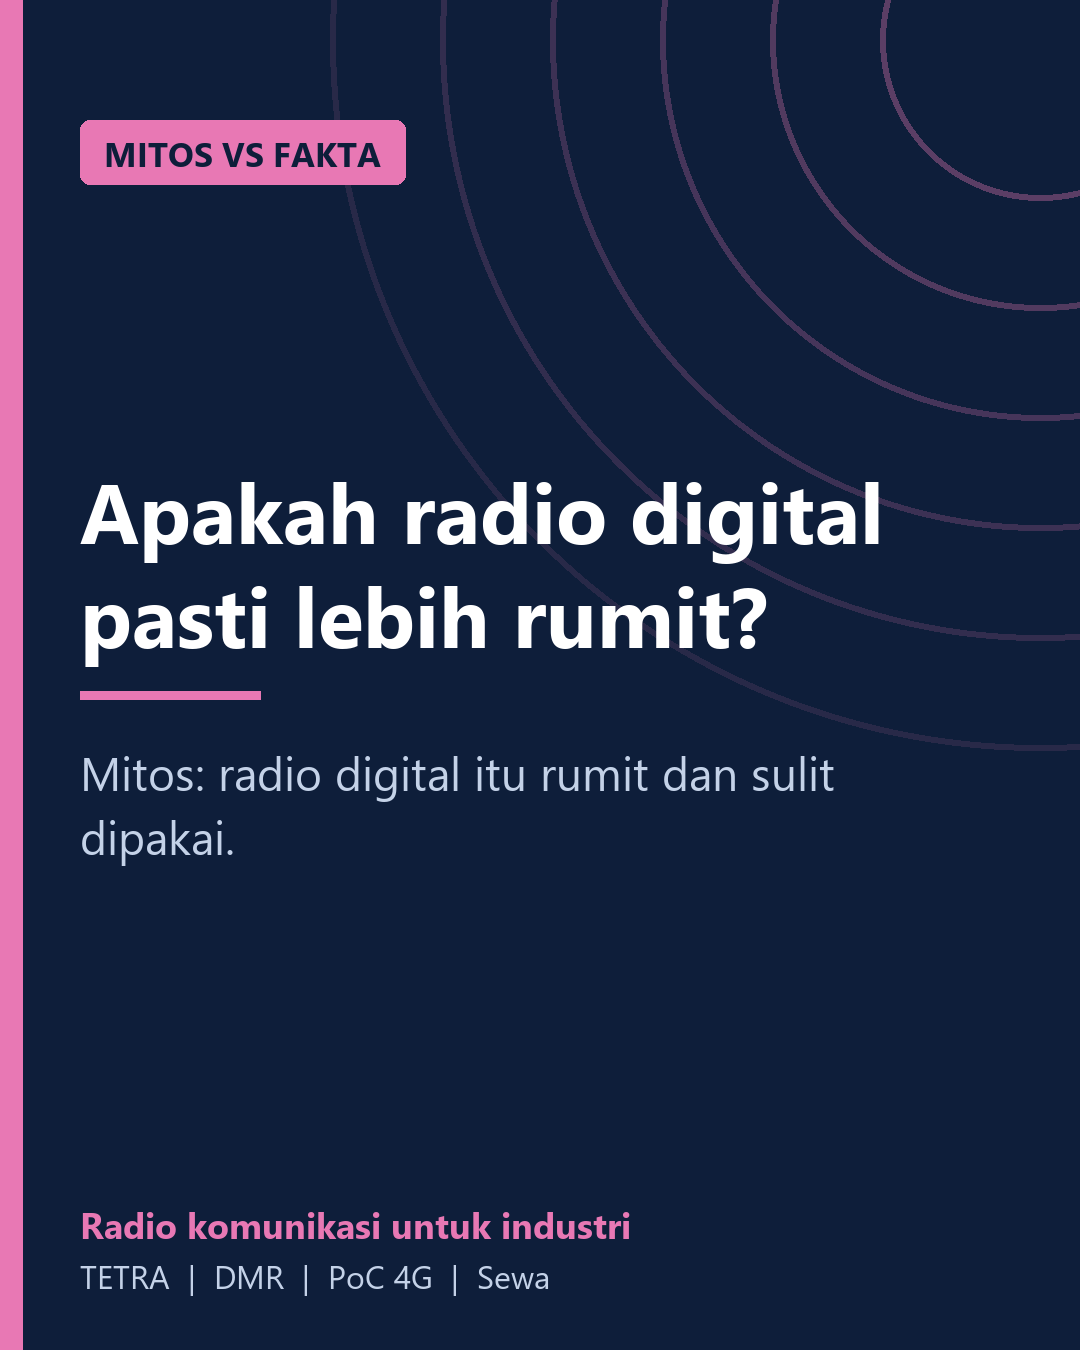 MITOS VS FAKTA
Apakah radio digital
pasti lebih rumit?
Mitos: radio digital itu rumit dan sulit
dipakai.
Radio komunikasi untuk industri
TETRA | DMR | PoC 4G | Sewa